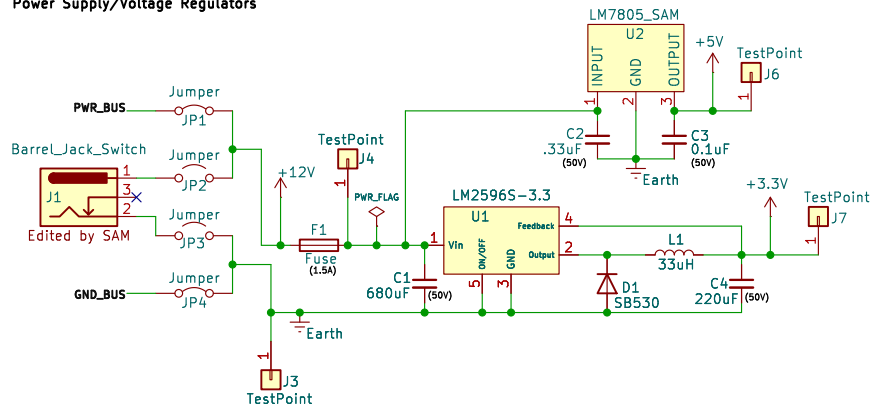 Power Supply/Voltage Regulators
LM7805_SAM
U2
INPUT
GND
OUTPUT
1
2
3
+5V
TestPoint
J6
1
C2
.33uF
(50V)
C3
0.1uF
(50V)
Earth
PWR_BUS
Jumper
JP1
Barrel_Jack_Switch
J1
1
3
2
Edited by SAM
Jumper
JP2
Jumper
JP3
GND_BUS
Jumper
JP4
+12V
TestPoint
J4
1
PWR_FLAG
F1
Fuse
(1.5A)
LM2596S-3.3
U1
1
Vin
Feedback
4
Output
2
ON/OFF
GND
5
3
C1
680uF
(50V)
D1
SB530
L1
33uH
+3.3V
TestPoint
J7
1
C4
220uF
(50V)
Earth
1
J3
TestPoint